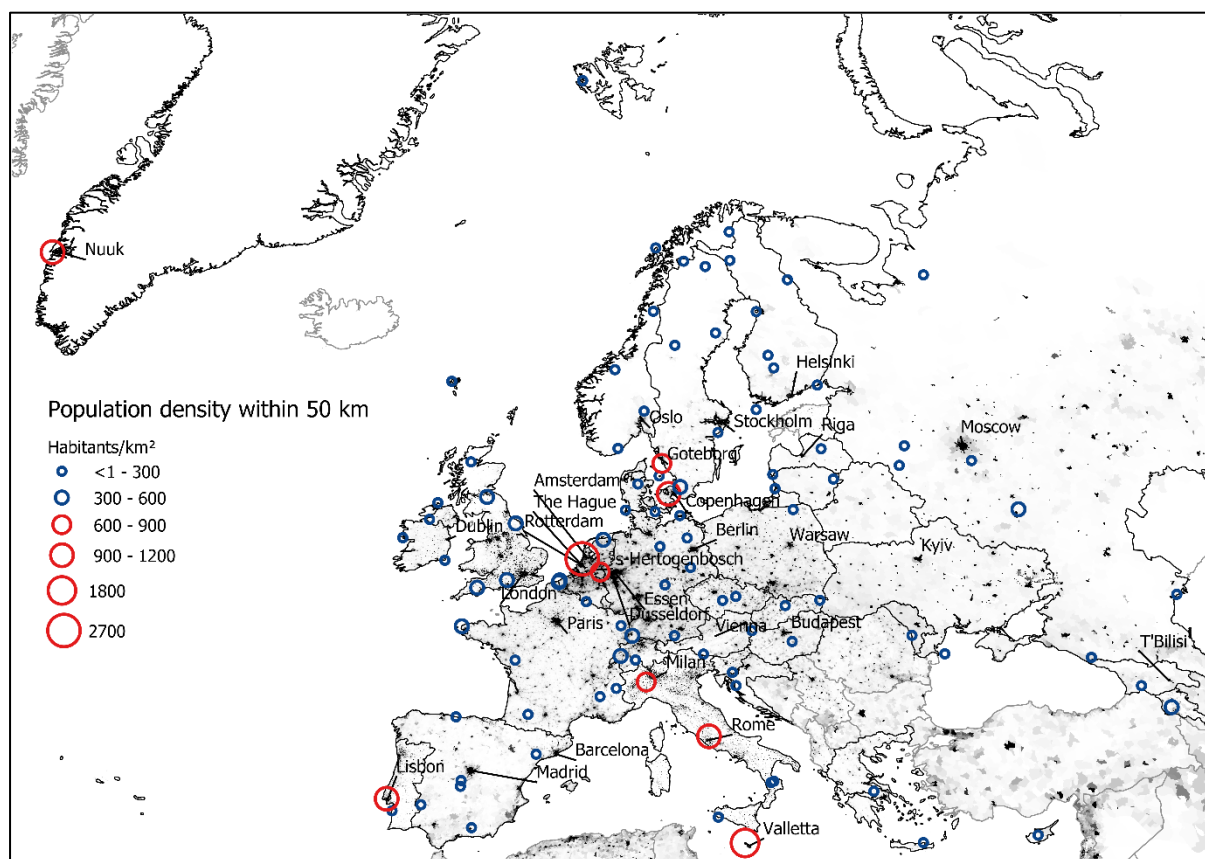 Nuuk
Helsinki
Population density within 50 km
Oslo
Stockholm
Riga
Moscow
Habitants/km²
Goteborg
<1 - 300
Amsterdam
300 - 600
The Hague
Copenhagen
600 - 900
Dublin
Rotterdam
Berlin
Warsaw
Kyiv
900 - 1200
s-Hertogenbosch
1800
London
Essen
Düsseldorf
2700
Paris
Vienna
Budapest
T'Bilisi
Milan
Rome
Barcelona
Lisbon
Madrid
Valletta